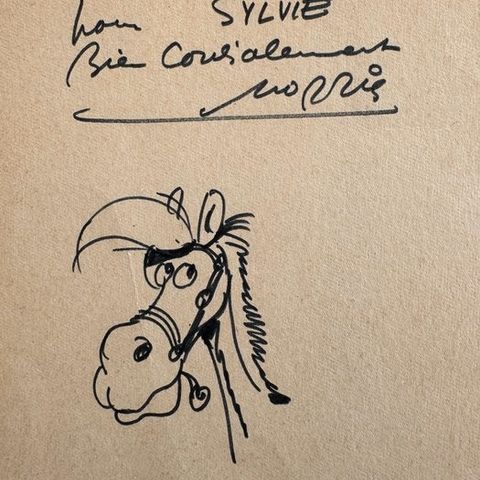 Pour SYLVIE
Bien Cordialement
MORRIS